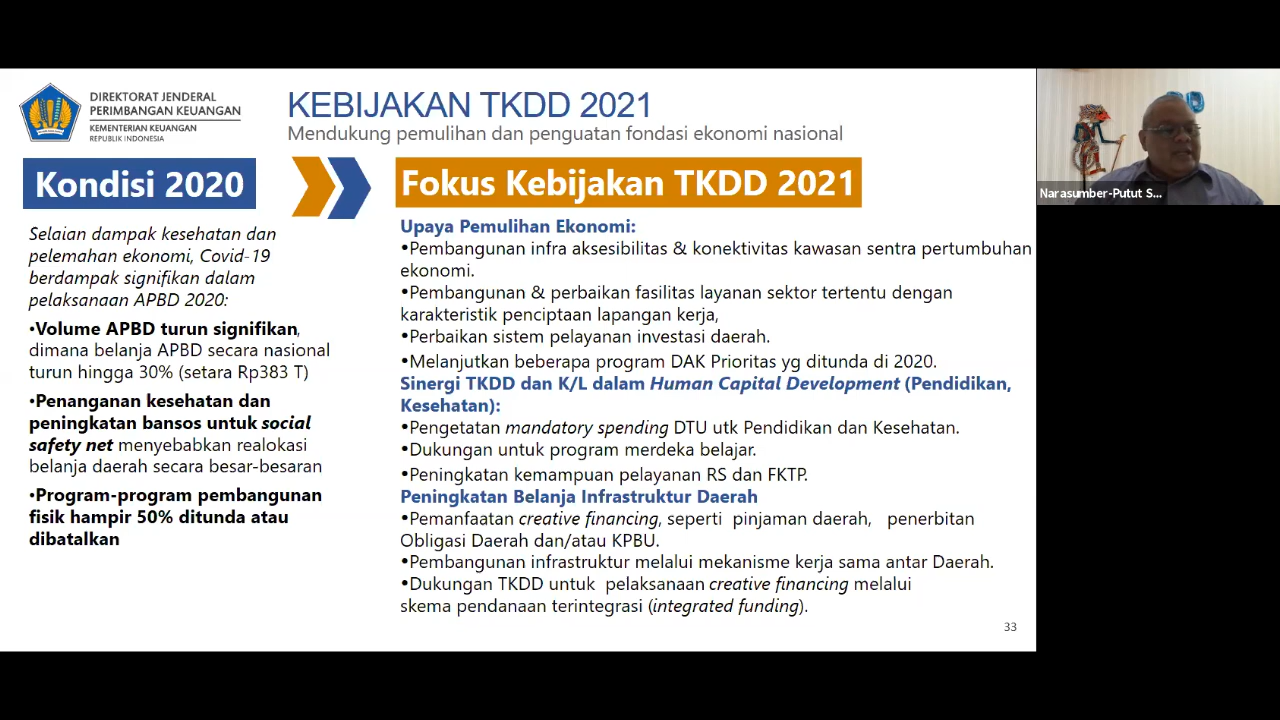 DIREKTORAT JENDERAL
PERIMBANGAN KEUANGAN
KEMENTERIAN KEUANGAN
REPUBLIK INDONESIA
KEBIJAKAN TKDD 2021
Mendukung pemulihan dan penguatan fondasi ekonomi nasional
Kondisi 2020
Selaian dampak kesehatan dan
pelemahan ekonomi, Covid-19
berdampak signifikan dalam
pelaksanaan APBD 2020:
•Volume APBD turun signifikan,
dimana belanja APBD secara nasional
turun hingga 30% (setara Rp383 T)
•Penanganan kesehatan dan
peningkatan bansos untuk social
safety net menyebabkan realokasi
belanja daerah secara besar-besaran
•Program-program pembangunan
fisik hampir 50% ditunda atau
dibatalkan
Fokus Kebijakan TKDD 2021
Upaya Pemulihan Ekonomi:
•Pembangunan infra aksesibilitas & konektivitas kawasan sentra pertumbuhan
ekonomi.
•Pembangunan & perbaikan fasilitas layanan sektor tertentu dengan
karakteristik penciptaan lapangan kerja,
•Perbaikan sistem pelayanan investasi daerah.
•Melanjutkan beberapa program DAK Prioritas yg ditunda di 2020.
Sinergi TKDD dan K/L dalam Human Capital Development (Pendidikan,
Kesehatan):
•Pengetatan mandatory spending DTU utk Pendidikan dan Kesehatan.
•Dukungan untuk program merdeka belajar.
•Peningkatan kemampuan pelayanan RS dan FKTP.
Peningkatan Belanja Infrastruktur Daerah
•Pemanfaatan creative financing, seperti pinjaman daerah, penerbitan
Obligasi Daerah dan/atau KPBU.
•Pembangunan infrastruktur melalui mekanisme kerja sama antar Daerah.
•Dukungan TKDD untuk pelaksanaan creative financing melalui
skema pendanaan terintegrasi (integrated funding).
33
Narasumber-Putut S...